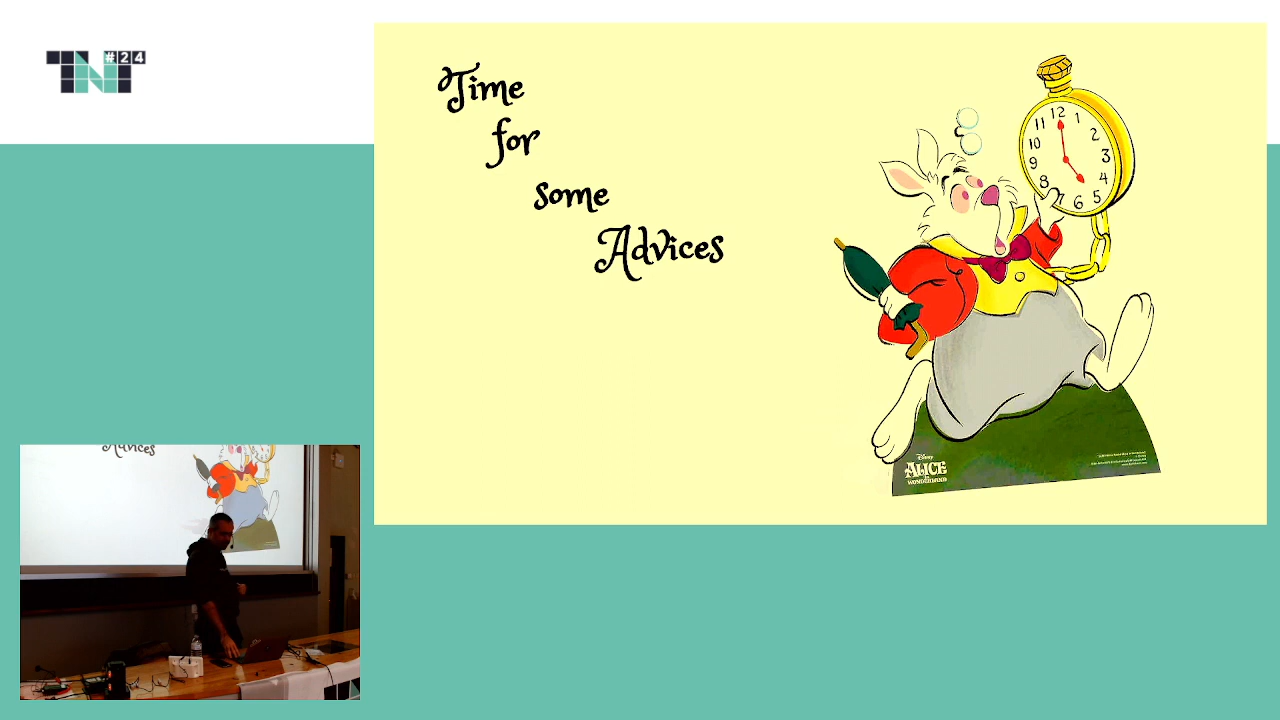 TNT #24
Time
for
some
Advices
11 12 1
10 2
3
8 4
7 6 5
Disney
ALICE
IN
WONDERLAND
Advices